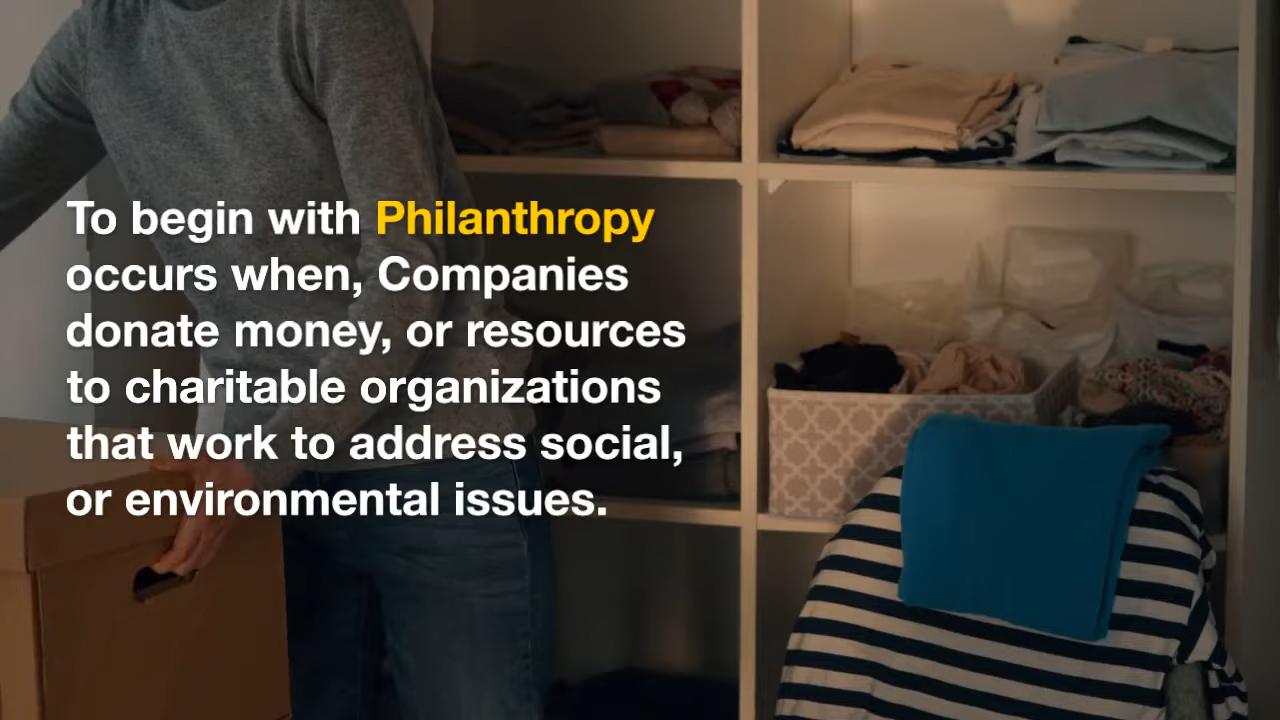 To begin with Philanthropy
occurs when, Companies
donate money, or resources
to charitable organizations
that work to address social,
or environmental issues.